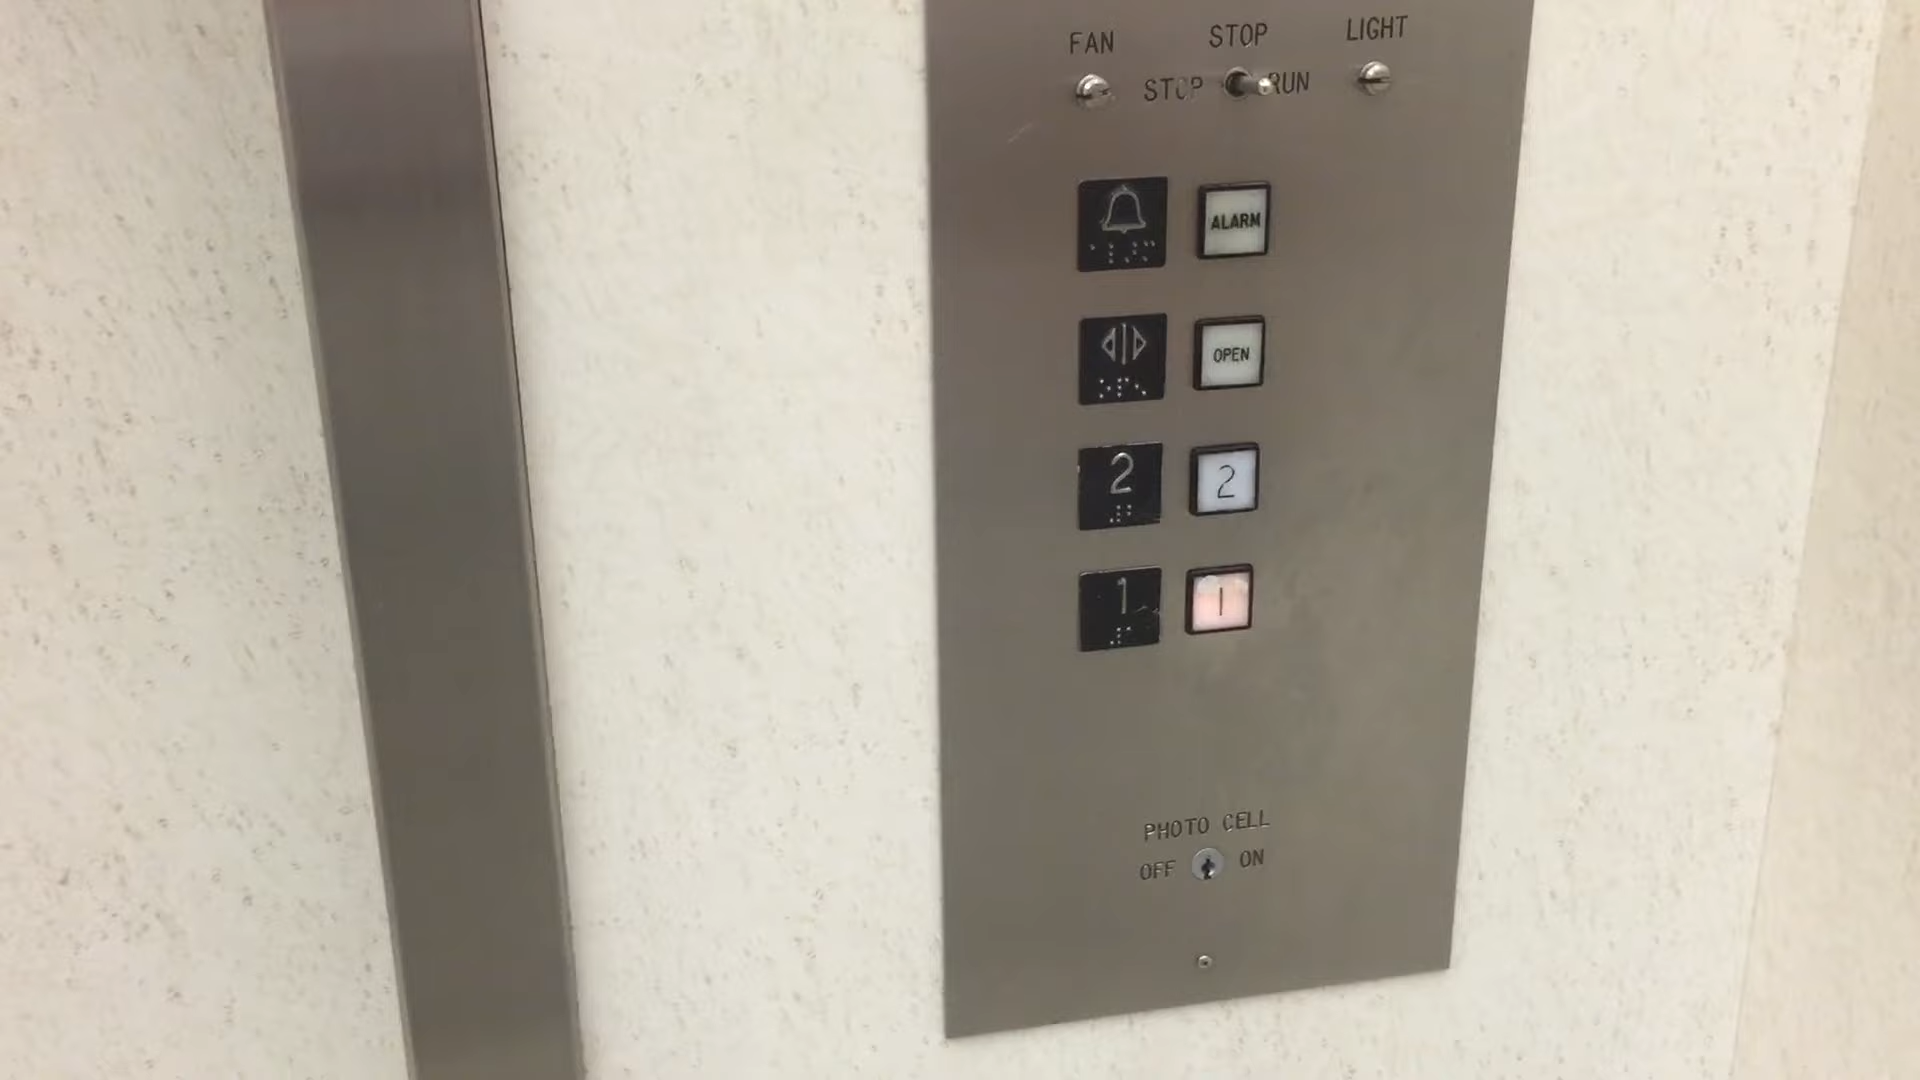 FAN STOP LIGHT
STOP RUN
ALARM
OPEN
2 2
1 1
PHOTO CELL
OFF ON